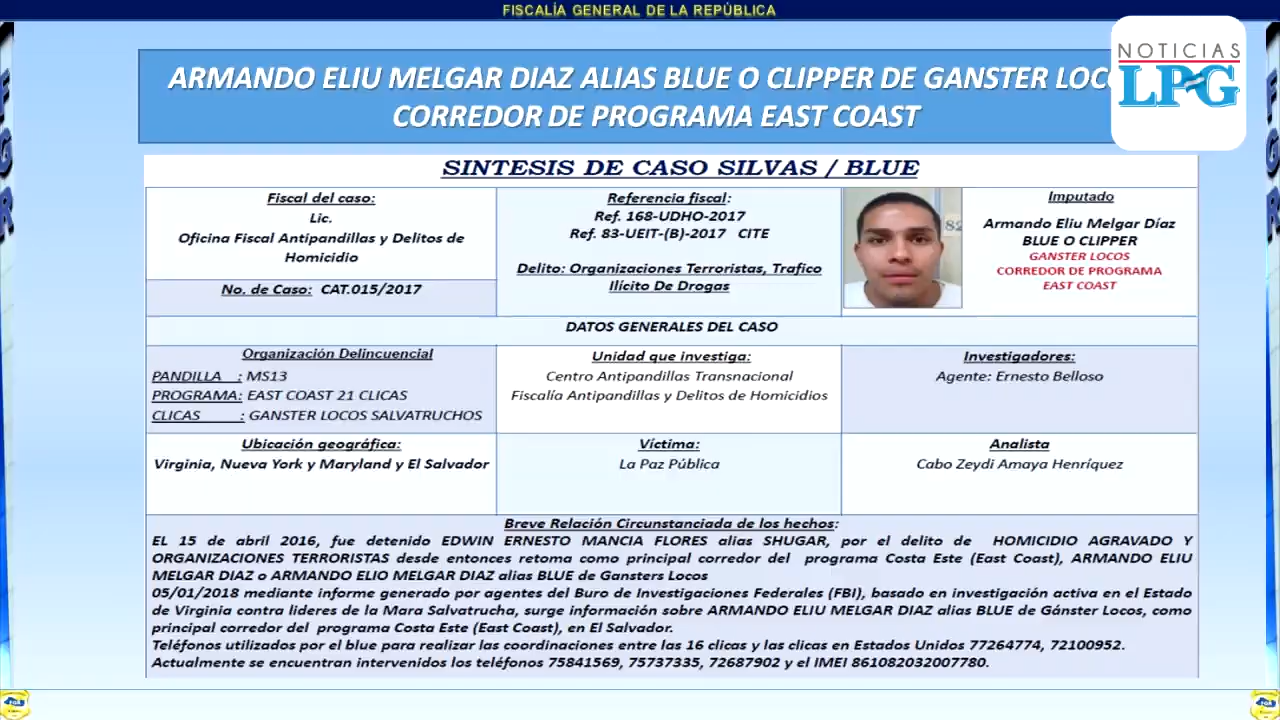 FISCALÍA GENERAL DE LA REPÚBLICA
NOTICIAS
LPG
ARMANDO ELIU MELGAR DIAZ ALIAS BLUE O CLIPPER DE GANSTER LOCO
CORREDOR DE PROGRAMA EAST COAST
SINTESIS DE CASO SILVAS / BLUE
Fiscal del caso:
Lic.
Oficina Fiscal Antipandillas y Delitos de
Homicidio
No. de Caso: CAT.015/2017
Referencia fiscal:
Ref. 168-UDHO-2017
Ref. 83-UEIT-(B)-2017 CITE
Delito: Organizaciones Terroristas, Trafico
Ilícito De Drogas
82
Imputado
Armando Eliu Melgar Díaz
BLUE O CLIPPER
GANSTER LOCOS
CORREDOR DE PROGRAMA
EAST COAST
DATOS GENERALES DEL CASO
Organización Delincuencial
PANDILLA : MS13
PROGRAMA: EAST COAST 21 CLICAS
CLICAS : GANSTER LOCOS SALVATRUCHOS
Unidad que investiga:
Centro Antipandillas Transnacional
Fiscalía Antipandillas y Delitos de Homicidios
Investigadores:
Agente: Ernesto Belloso
Ubicación geográfica:
Virginia, Nueva York y Maryland y El Salvador
Víctima:
La Paz Pública
Analista
Cabo Zeydi Amaya Henríquez
Breve Relación Circunstanciada de los hechos:
EL 15 de abril 2016, fue detenido EDWIN ERNESTO MANCIA FLORES alias SHUGAR, por el delito de HOMICIDIO AGRAVADO Y
ORGANIZACIONES TERRORISTAS desde entonces retoma como principal corredor del programa Costa Este (East Coast), ARMANDO ELIU
MELGAR DIAZ o ARMANDO ELIO MELGAR DIAZ alias BLUE de Gansters Locos
05/01/2018 mediante informe generado por agentes del Buro de Investigaciones Federales (FBI), basado en investigación activa en el Estado
de Virginia contra lideres de la Mara Salvatrucha, surge información sobre ARMANDO ELIU MELGAR DIAZ alias BLUE de Gánster Locos, como
principal corredor del programa Costa Este (East Coast), en El Salvador.
Teléfonos utilizados por el blue para realizar las coordinaciones entre las 16 clicas y las clicas en Estados Unidos 77264774, 72100952.
Actualmente se encuentran intervenidos los teléfonos 75841569, 75737335, 72687902 y el IMEI 861082032007780.